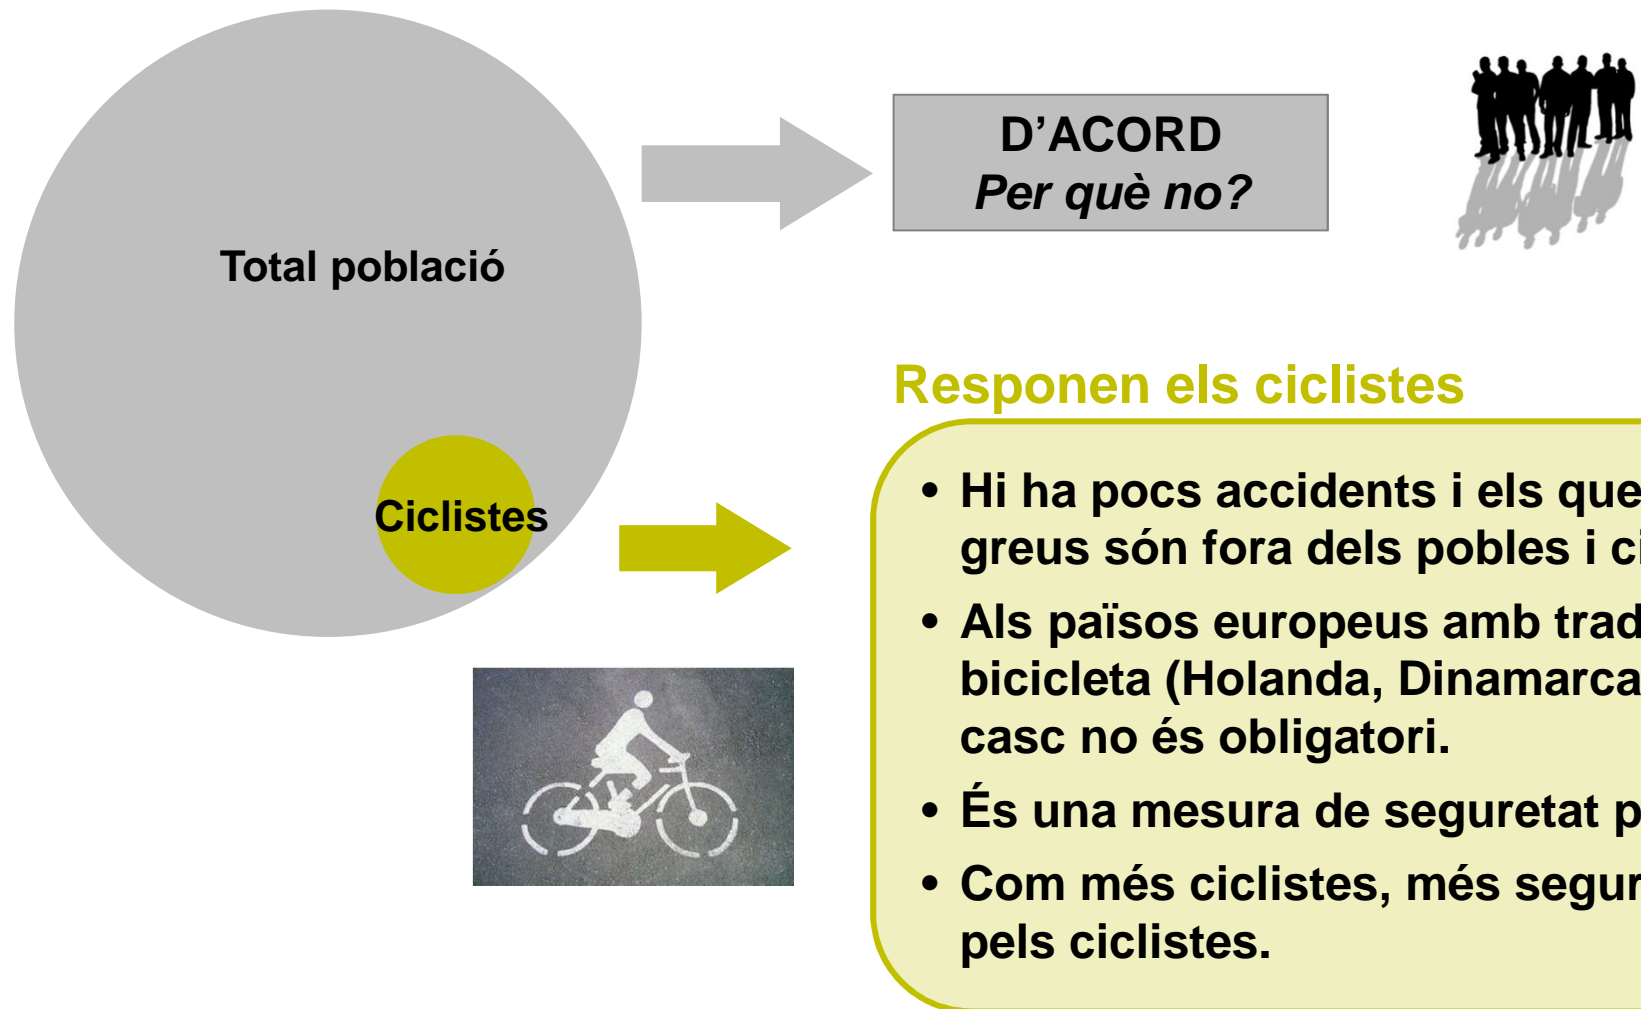 Total població
Ciclistes
D’ACORD
Per què no?
Responen els ciclistes
• Hi ha pocs accidents i els que
greus són fora dels pobles i
• Als països europeus amb
bicicleta (Holanda, Dinamarca
casc no és obligatori.
• És una mesura de seguretat
• Com més ciclistes, més
pels ciclistes.